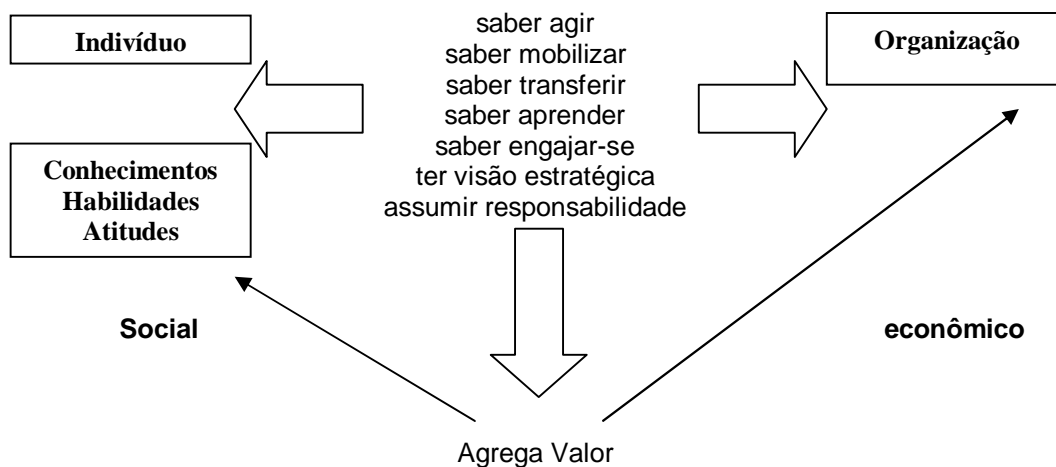 Indivíduo
Conhecimentos
Habilidades
Atitudes
saber agir
saber mobilizar
saber transferir
saber aprender
saber engajar-se
ter visão estratégica
assumir responsabilidade
Organização
Social
econômico
Agrega Valor